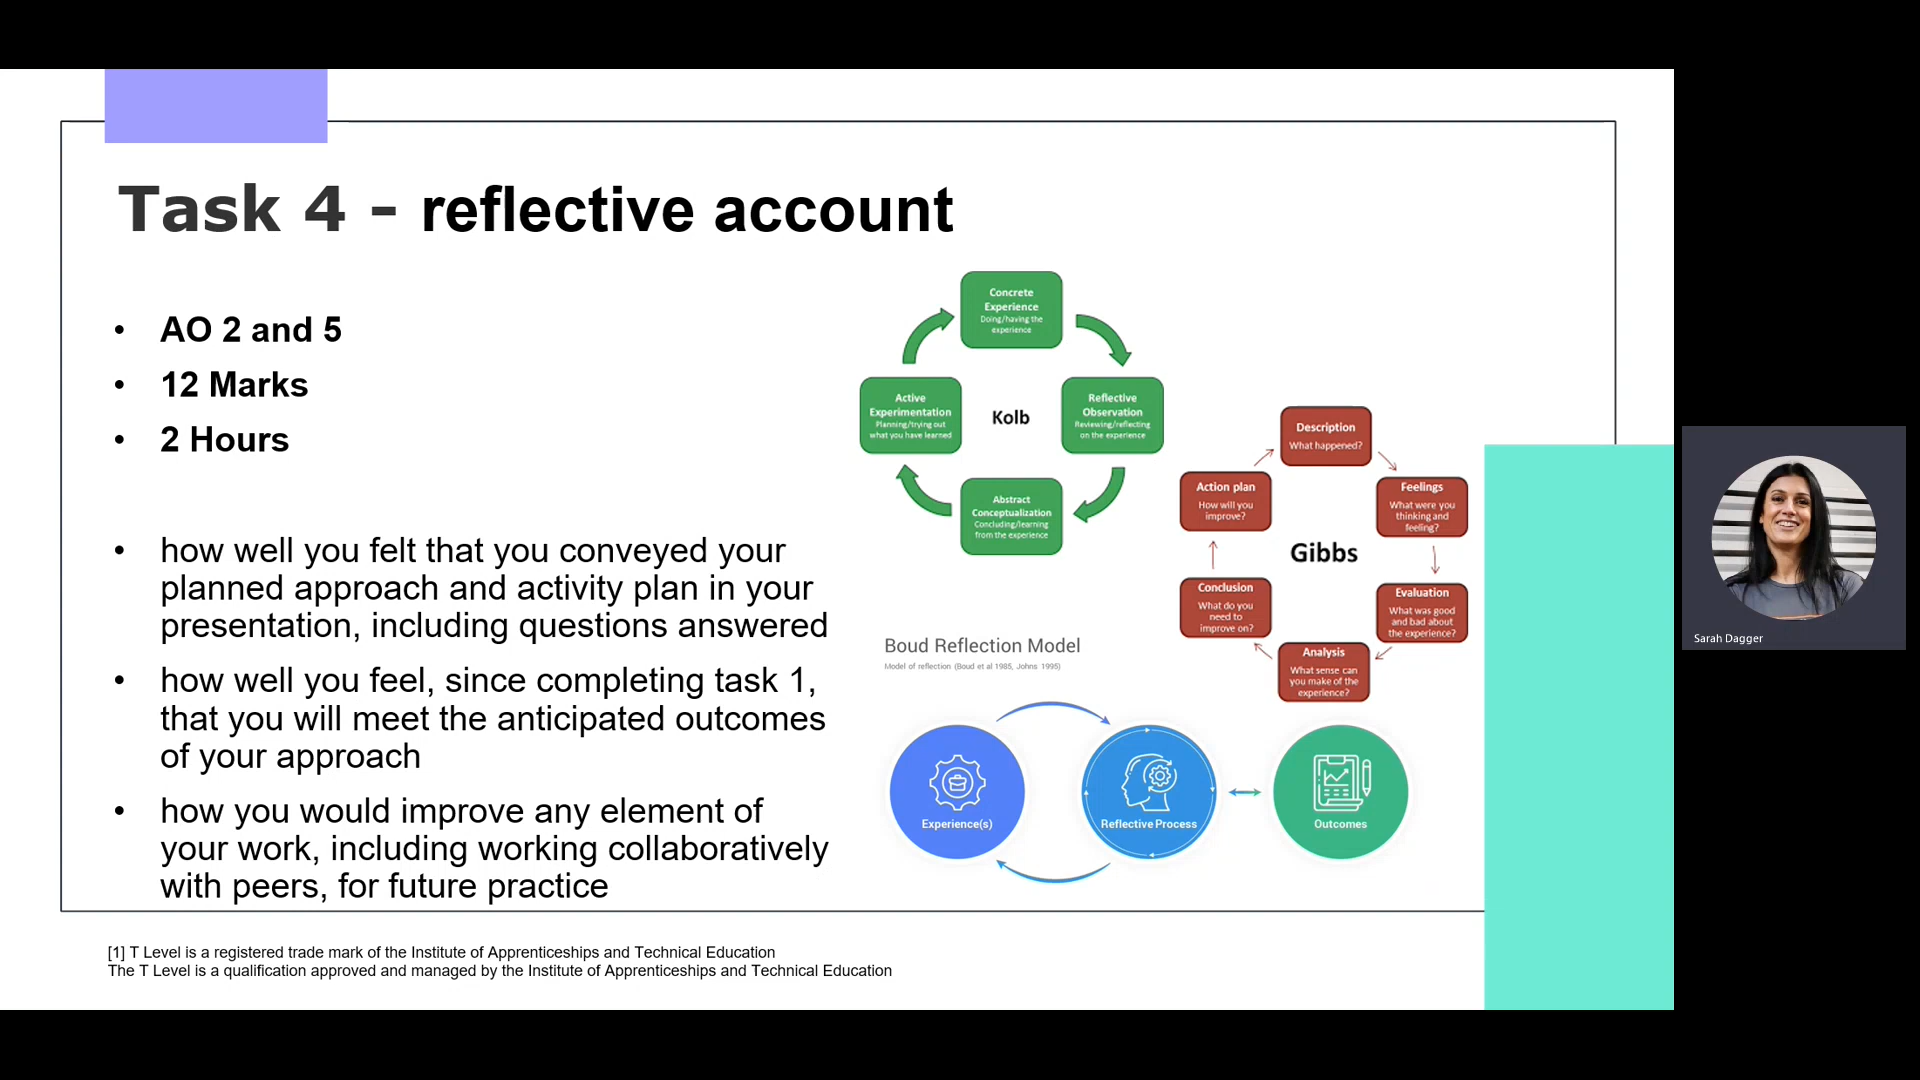 Task 4 - reflective account
• AO 2 and 5
• 12 Marks
• 2 Hours
• how well you felt that you conveyed your
planned approach and activity plan in your
presentation, including questions answered
• how well you feel, since completing task 1,
that you will meet the anticipated outcomes
of your approach
• how you would improve any element of
your work, including working collaboratively
with peers, for future practice
Concrete
Experience
Doing/having the
experience
Active
Experimentation
Planning/trying out
what you have learned
Kolb
Reflective
Observation
Reviewing/reflecting
on the experience
Abstract
Conceptualization
Concluding/learning
from the experience
Description
What happened?
Action plan
How will you
improve?
Feelings
What were you
thinking and
feeling?
Gibbs
Conclusion
What do you
need to
improve on?
Evaluation
What was good
and bad about
the experience?
Analysis
What sense can
you make of the
experience?
Boud Reflection Model
Model of reflection (Boud et al 1985, Johns 1995)
Experience(s)
Reflective Process
Outcomes
Sarah Dagger
[1] T Level is a registered trade mark of the Institute of Apprenticeships and Technical Education
The T Level is a qualification approved and managed by the Institute of Apprenticeships and Technical Education